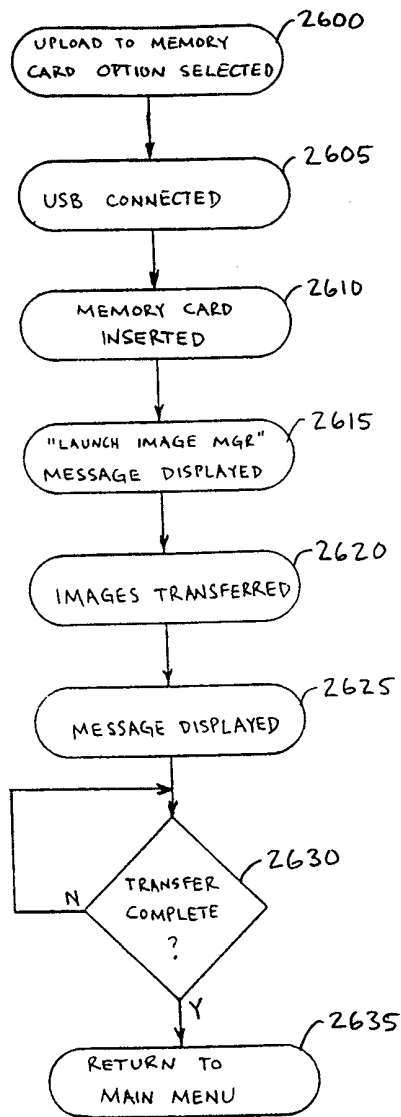 2600
UPLOAD TO MEMORY
CARD OPTION SELECTED
2605
USB CONNECTED
2610
MEMORY CARD
INSERTED
2615
"LAUNCH IMAGE MGR"
MESSAGE DISPLAYED
2620
IMAGES TRANSFERRED
2625
MESSAGE DISPLAYED
2630
TRANSFER
COMPLETE
?
N
Y
2635
RETURN TO
MAIN MENU